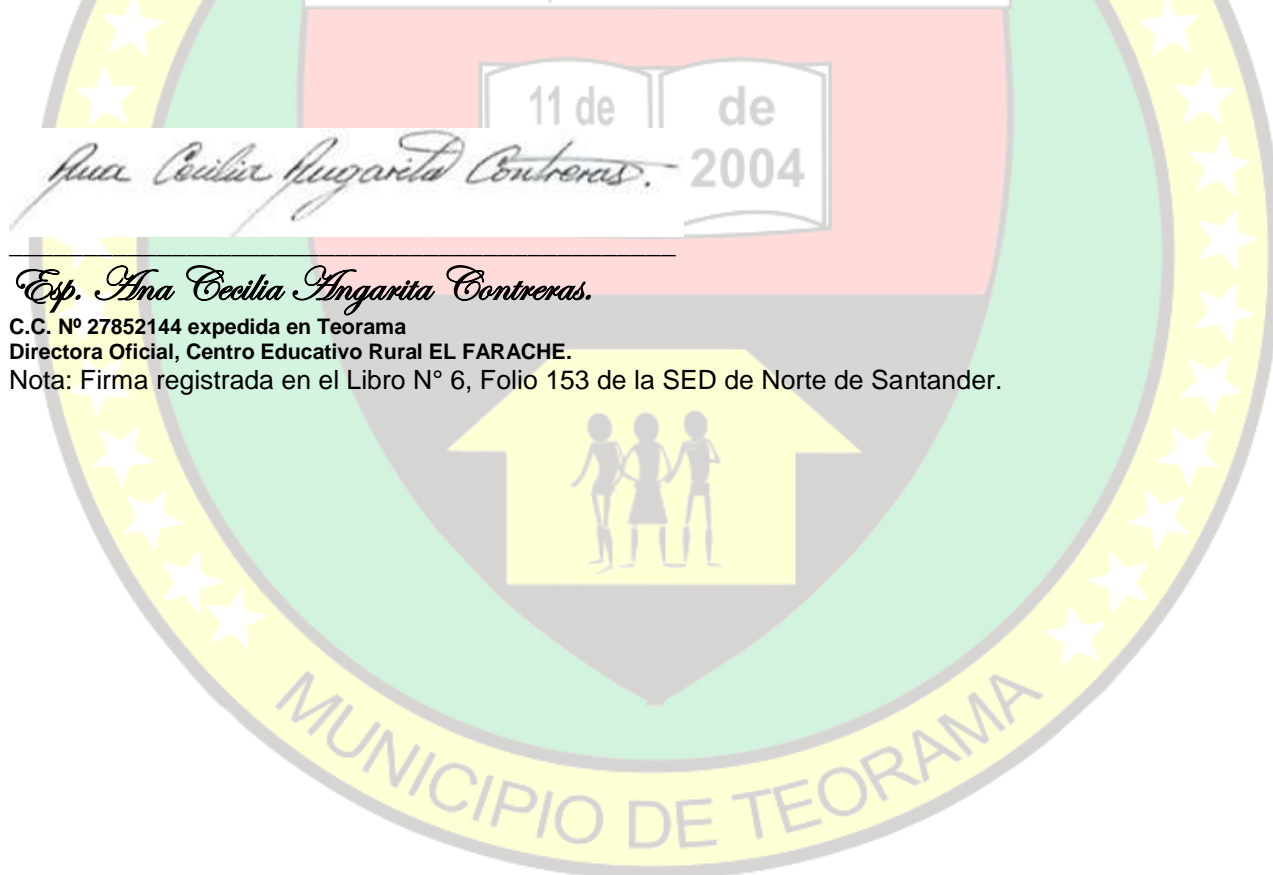 11 de de
2004
Ana Cecilia Angarita Contreras.
Esp. Ana Cecilia Angarita Contreras.
C.C. Nº 27852144 expedida en Teorama
Directora Oficial, Centro Educativo Rural EL FARACHE.
Nota: Firma registrada en el Libro N° 6, Folio 153 de la SED de Norte de Santander.
MUNICIPIO DE TEORAMA